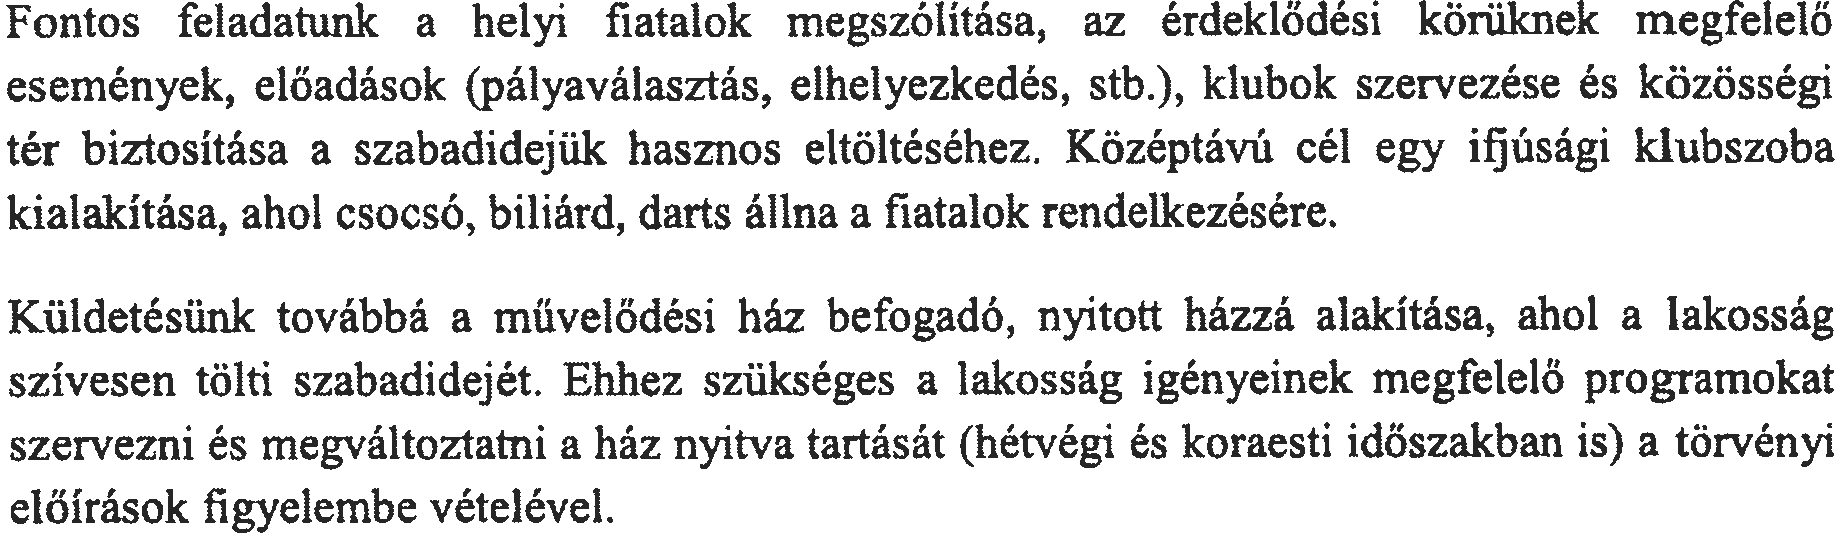 Fontos feladatunk a helyi fiatalok megszólítása, az érdeklődési körüknek megfelelő
események, előadások (pályaválasztás, elhelyezkedés, stb.), klubok szervezése és közösségi
tér biztosítása a szabadidejük hasznos eltöltéséhez. Középtávú cél egy ifjúsági klubszoba
kialakítása, ahol csocsó, biliárd, darts állna a fiatalok rendelkezésére.
Küldetésünk továbbá a művelődési ház befogadó, nyitott házzá alakítása, ahol a lakosság
szívesen tölti szabadidejét. Ehhez szükséges a lakosság igényeinek megfelelő programokat
szervezni és megváltoztatni a ház nyitva tartását (hétvégi és koraesti időszakban is) a törvényi
előírások figyelembe vételével.